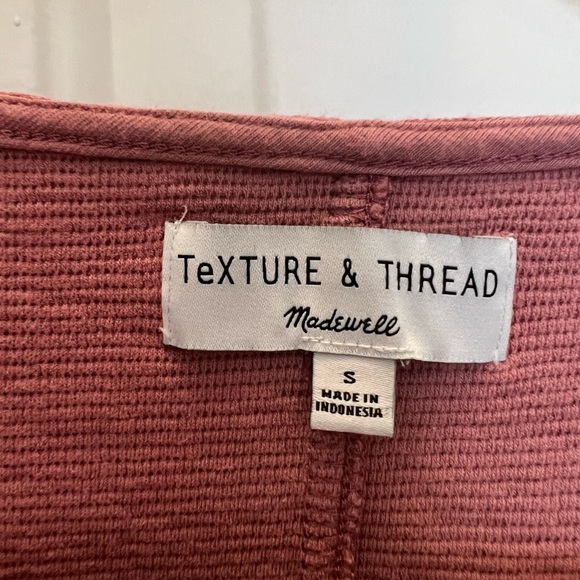 TeXTURE & THREAD
Madewell
S
MADE IN
INDONESIA